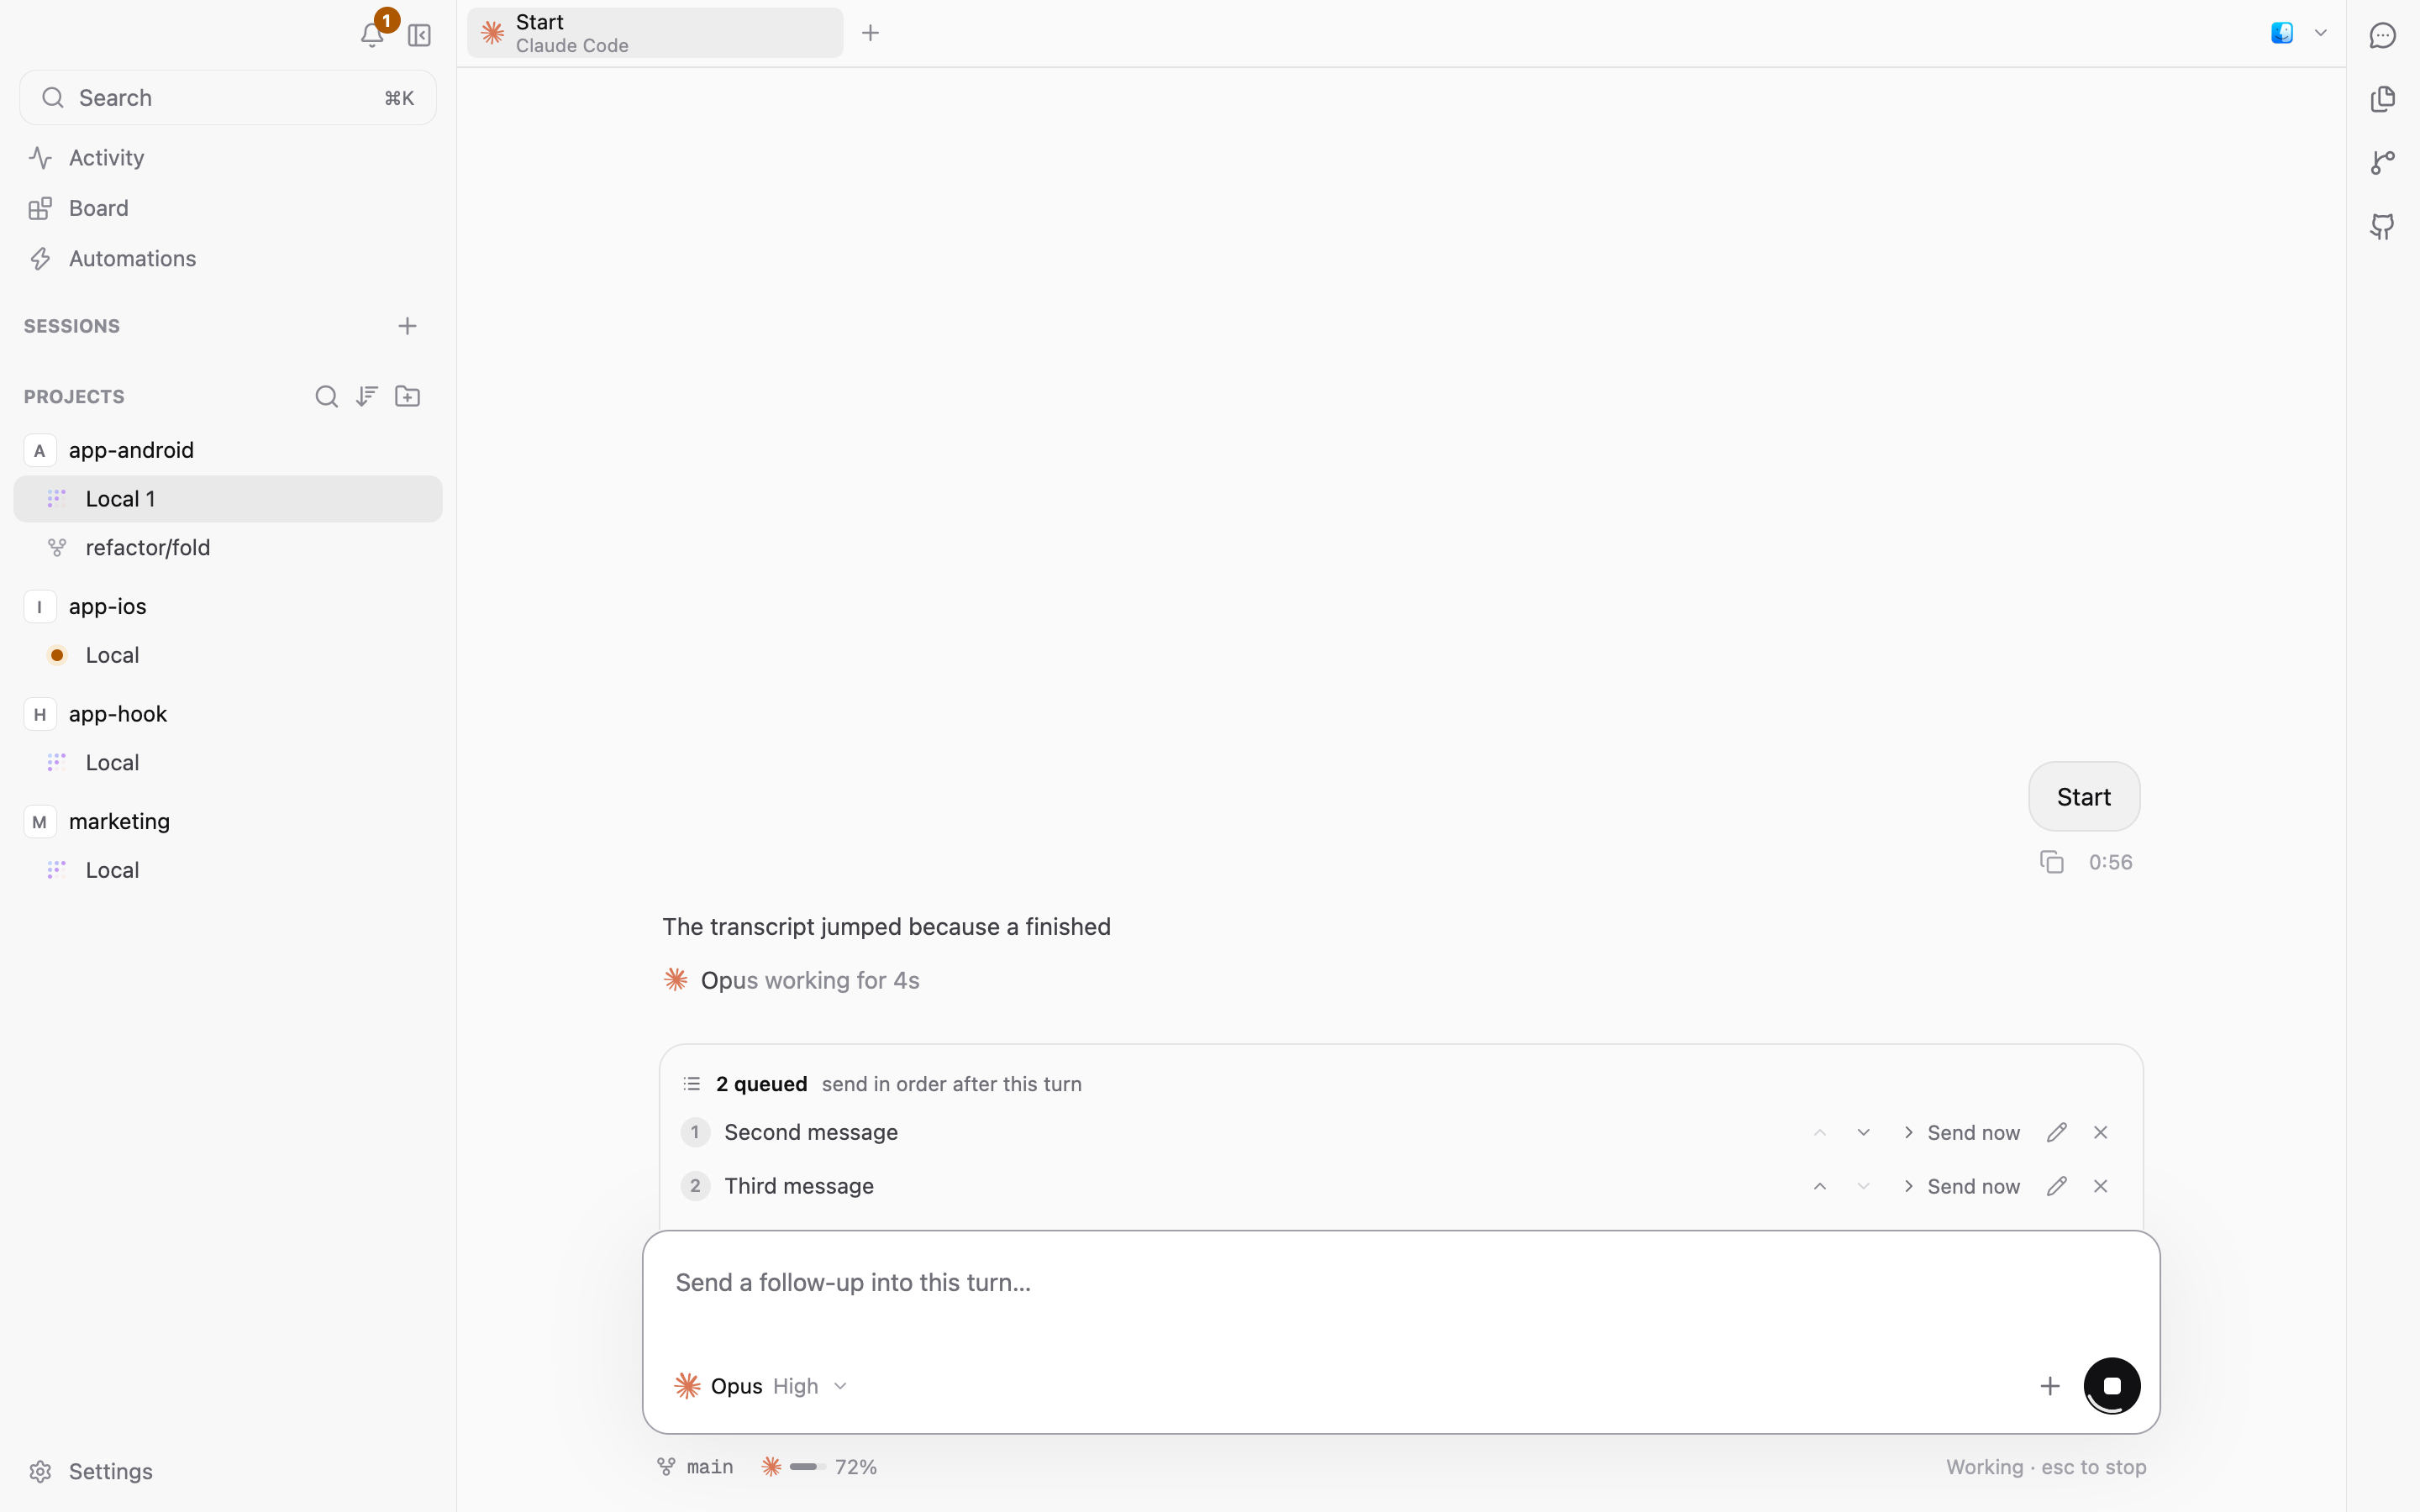 1
Start
Claude Code
Search
⌘K
Activity
Board
Automations
SESSIONS
PROJECTS
A app-android
Local 1
refactor/fold
I app-ios
Local
H app-hook
Local
M marketing
Local
Settings
Start
0:56
The transcript jumped because a finished
Opus working for 4s
2 queued send in order after this turn
1 Second message Send now
2 Third message Send now
Send a follow-up into this turn...
Opus High
main 72%
Working · esc to stop